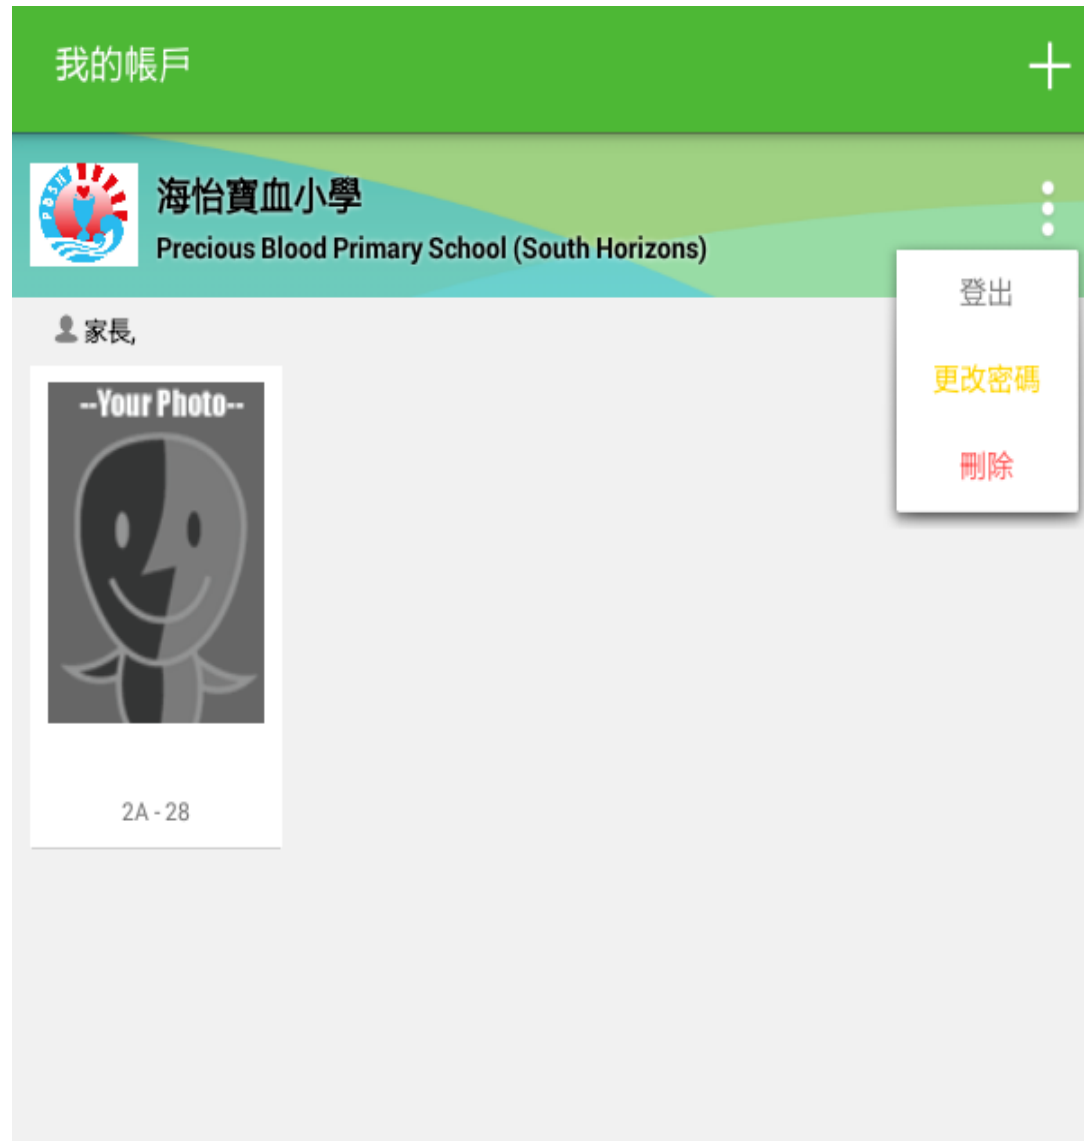 我的帳戶
PBSH
海怡寶血小學
Precious Blood Primary School (South Horizons)
登出
家長,
更改密碼
刪除
--Your Photo--
2A - 28